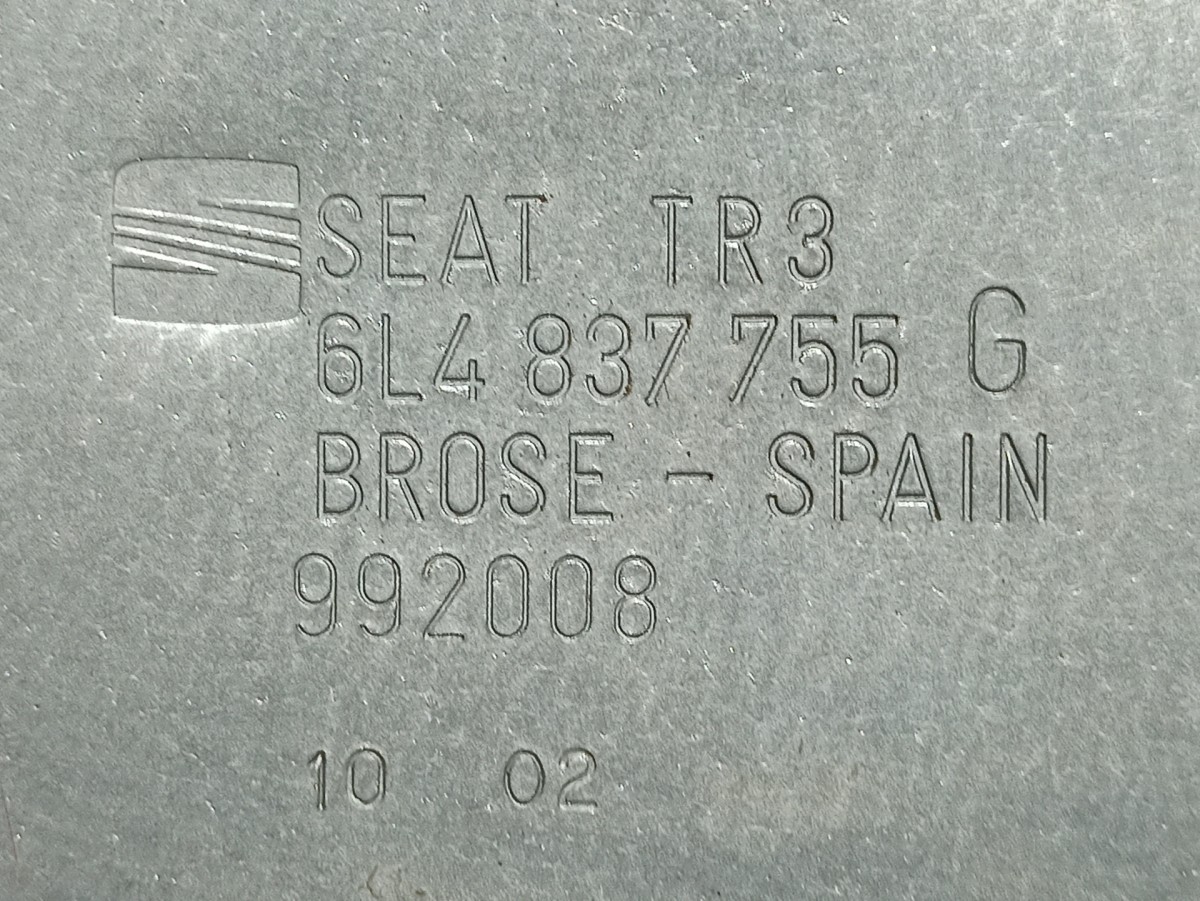 SEAT TR3
6L4 837 755 G
BROSE - SPAIN
992008
10 02